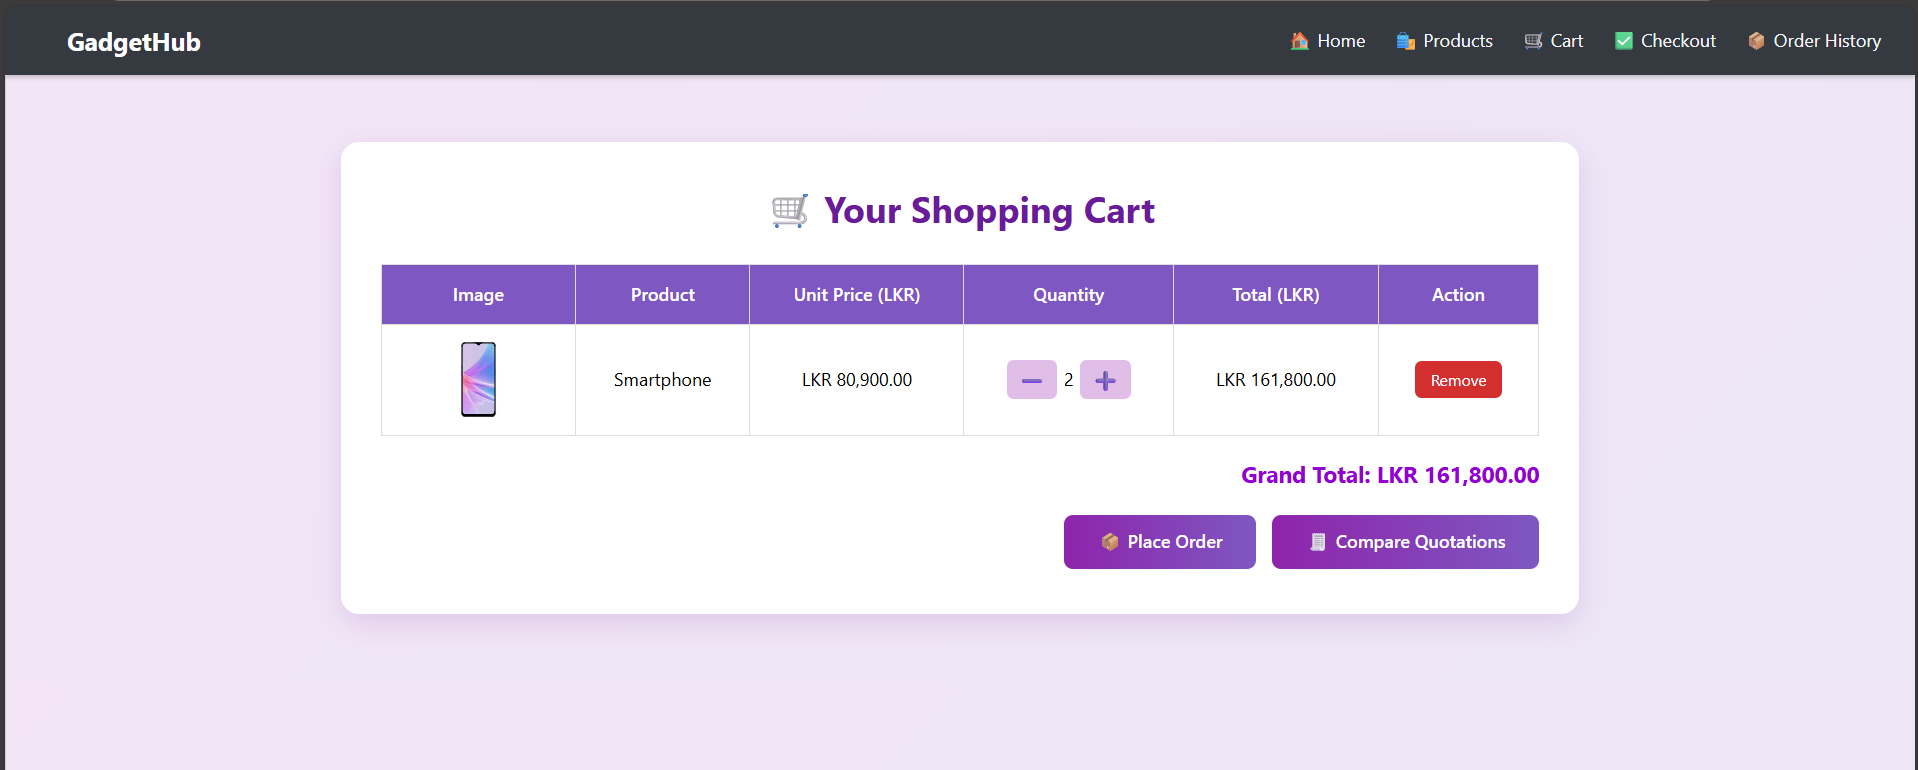 GadgetHub
🏠 Home 🛍️ Products 🛒 Cart ✅ Checkout 📦 Order History
🛒 Your Shopping Cart
Image Product Unit Price (LKR) Quantity Total (LKR) Action
Smartphone LKR 80,900.00 ➖ 2 ➕ LKR 161,800.00 Remove
Grand Total: LKR 161,800.00
📦 Place Order 🧾 Compare Quotations